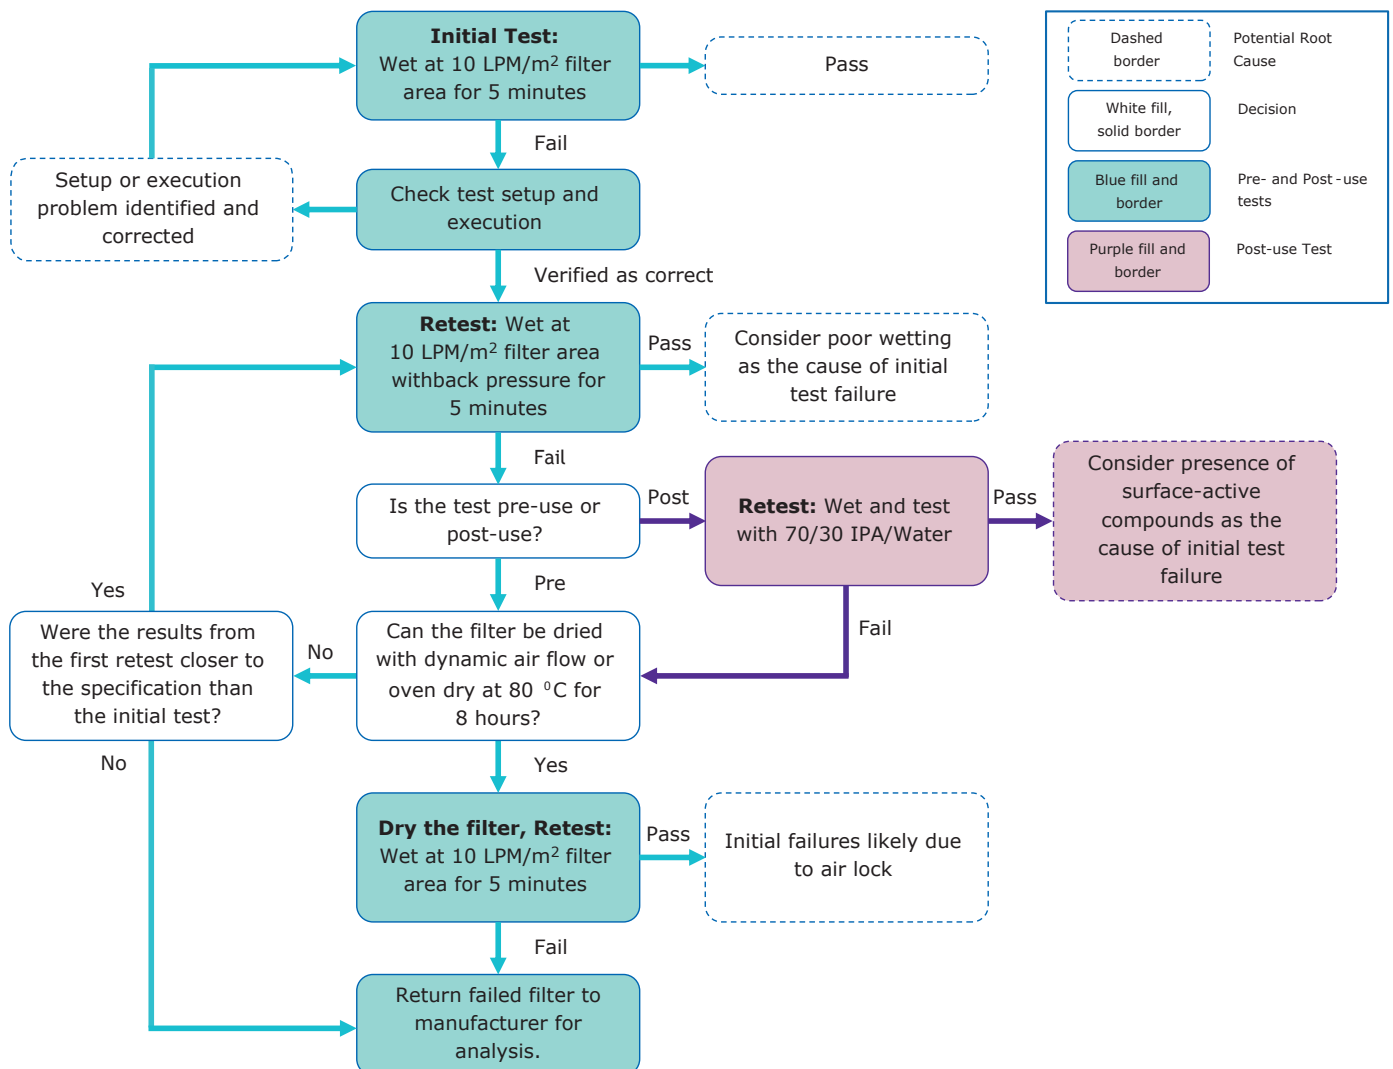 Initial Test:
Wet at 10 LPM/m² filter
area for 5 minutes
Pass
Fail
Setup or execution
problem identified and
corrected
Check test setup and
execution
Verified as correct
Retest: Wet at
10 LPM/m² filter area
withback pressure for
5 minutes
Pass
Consider poor wetting
as the cause of initial
test failure
Fail
Is the test pre-use or
post-use?
Post
Retest: Wet and test
with 70/30 IPA/Water
Pass
Consider presence of
surface-active
compounds as the
cause of initial test
failure
Pre
Fail
Yes
Were the results from
the first retest closer to
the specification than
the initial test?
No
Can the filter be dried
with dynamic air flow or
oven dry at 80 ⁰C for
8 hours?
No
Yes
Dry the filter, Retest:
Wet at 10 LPM/m² filter
area for 5 minutes
Pass
Initial failures likely due
to air lock
Fail
Return failed filter to
manufacturer for
analysis.
Dashed
border
Potential Root
Cause
White fill,
solid border
Decision
Blue fill and
border
Pre- and Post-use
tests
Purple fill and
border
Post-use Test